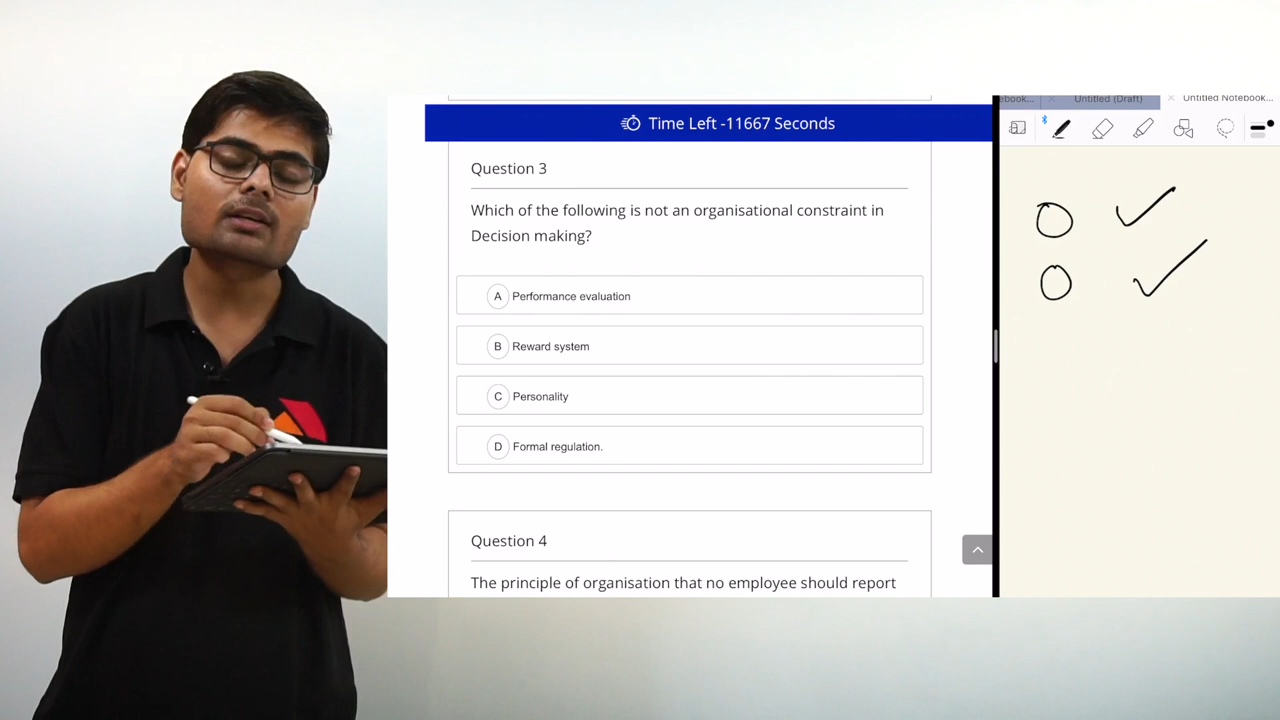 Time Left -11667 Seconds
ebook...
Untitled (Draft)
Untitled Notebook...
Question 3
Which of the following is not an organisational constraint in
Decision making?
A Performance evaluation
B Reward system
C Personality
D Formal regulation.
Question 4
The principle of organisation that no employee should report